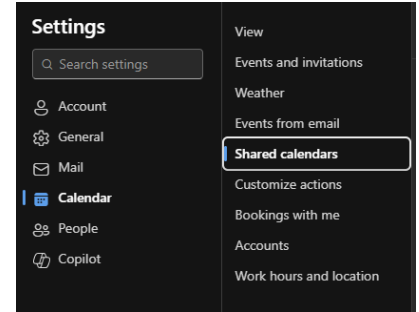 Settings
Search settings
Account
General
Mail
Calendar
People
Copilot
View
Events and invitations
Weather
Events from email
Shared calendars
Customize actions
Bookings with me
Accounts
Work hours and location